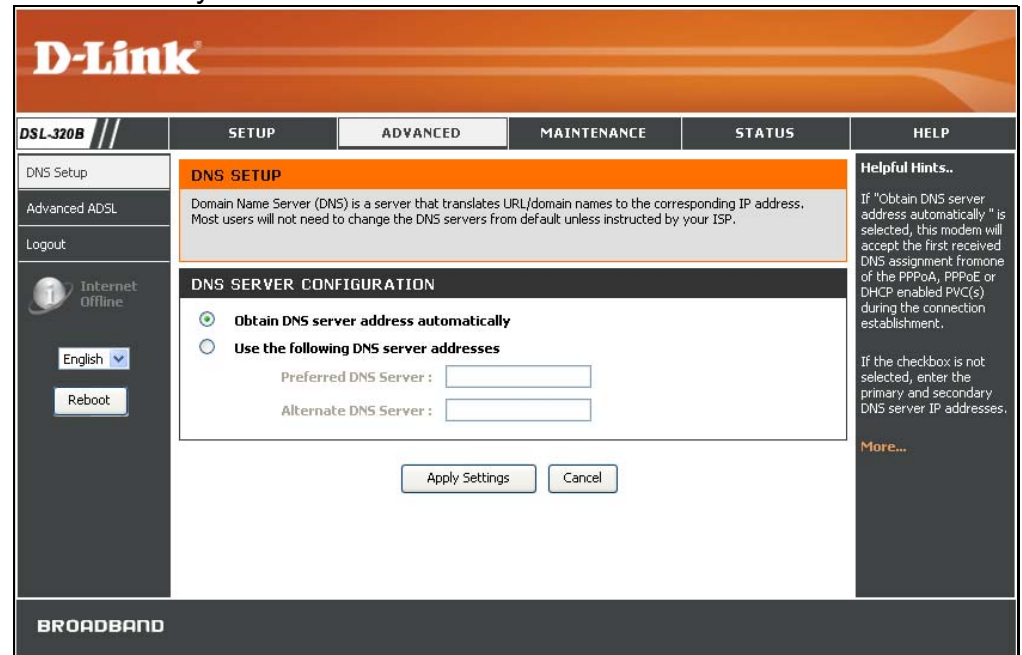 D-Link
DSL-320B
SETUP
ADVANCED
MAINTENANCE
STATUS
HELP
DNS Setup
Advanced ADSL
Logout
Internet
Offline
English
Reboot
DNS SETUP
Domain Name Server (DNS) is a server that translates URL/domain names to the corresponding IP address.
Most users will not need to change the DNS servers from default unless instructed by your ISP.
DNS SERVER CONFIGURATION
Obtain DNS server address automatically
Use the following DNS server addresses
Preferred DNS Server :
Alternate DNS Server :
Apply Settings
Cancel
Helpful Hints..
If "Obtain DNS server
address automatically " is
selected, this modem will
accept the first received
DNS assignment fromone
of the PPPoA, PPPoE or
DHCP enabled PVC(s)
during the connection
establishment.
If the checkbox is not
selected, enter the
primary and secondary
DNS server IP addresses.
More...
BROADBAND